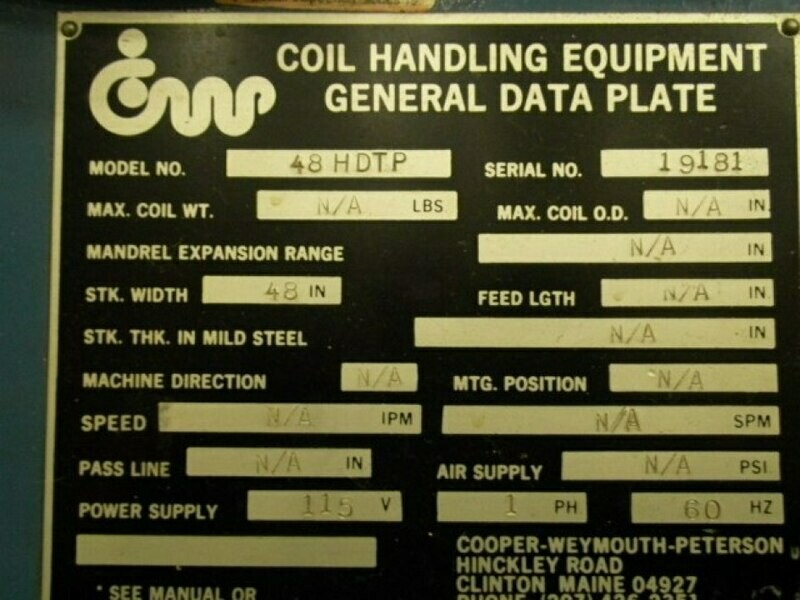 CWP COIL HANDLING EQUIPMENT
GENERAL DATA PLATE
MODEL NO. 48 HDTP SERIAL NO. 19181
MAX. COIL WT. N/A LBS MAX. COIL O.D. N/A IN.
MANDREL EXPANSION RANGE N/A IN
STK. WIDTH 48 IN FEED LGTH N/A IN
STK. THK. IN MILD STEEL N/A IN
MACHINE DIRECTION N/A MTG. POSITION N/A
SPEED N/A IPM N/A SPM
PASS LINE N/A IN AIR SUPPLY N/A PSI
POWER SUPPLY 115 V 1 PH 60 HZ
COOPER-WEYMOUTH-PETERSON
HINCKLEY ROAD
CLINTON MAINE 04927
* SEE MANUAL OR